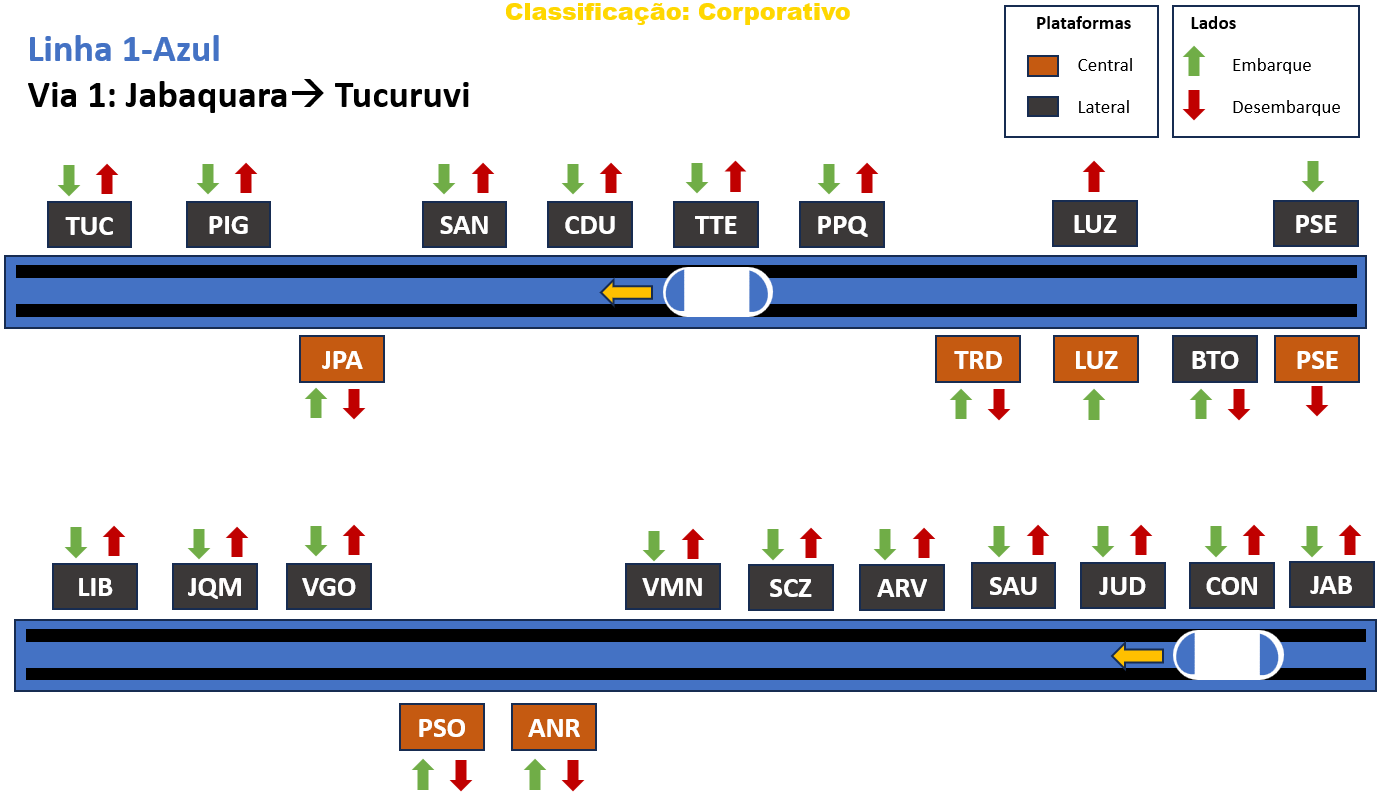 Classificação: Corporativo
Linha 1-Azul
Via 1: Jabaquara→ Tucuruvi
Plataformas
Central
Lateral
Lados
Embarque
Desembarque
TUC PIG SAN CDU TTE PPQ LUZ PSE
JPA TRD LUZ BTO PSE
LIB JQM VGO VMN SCZ ARV SAU JUD CON JAB
PSO ANR